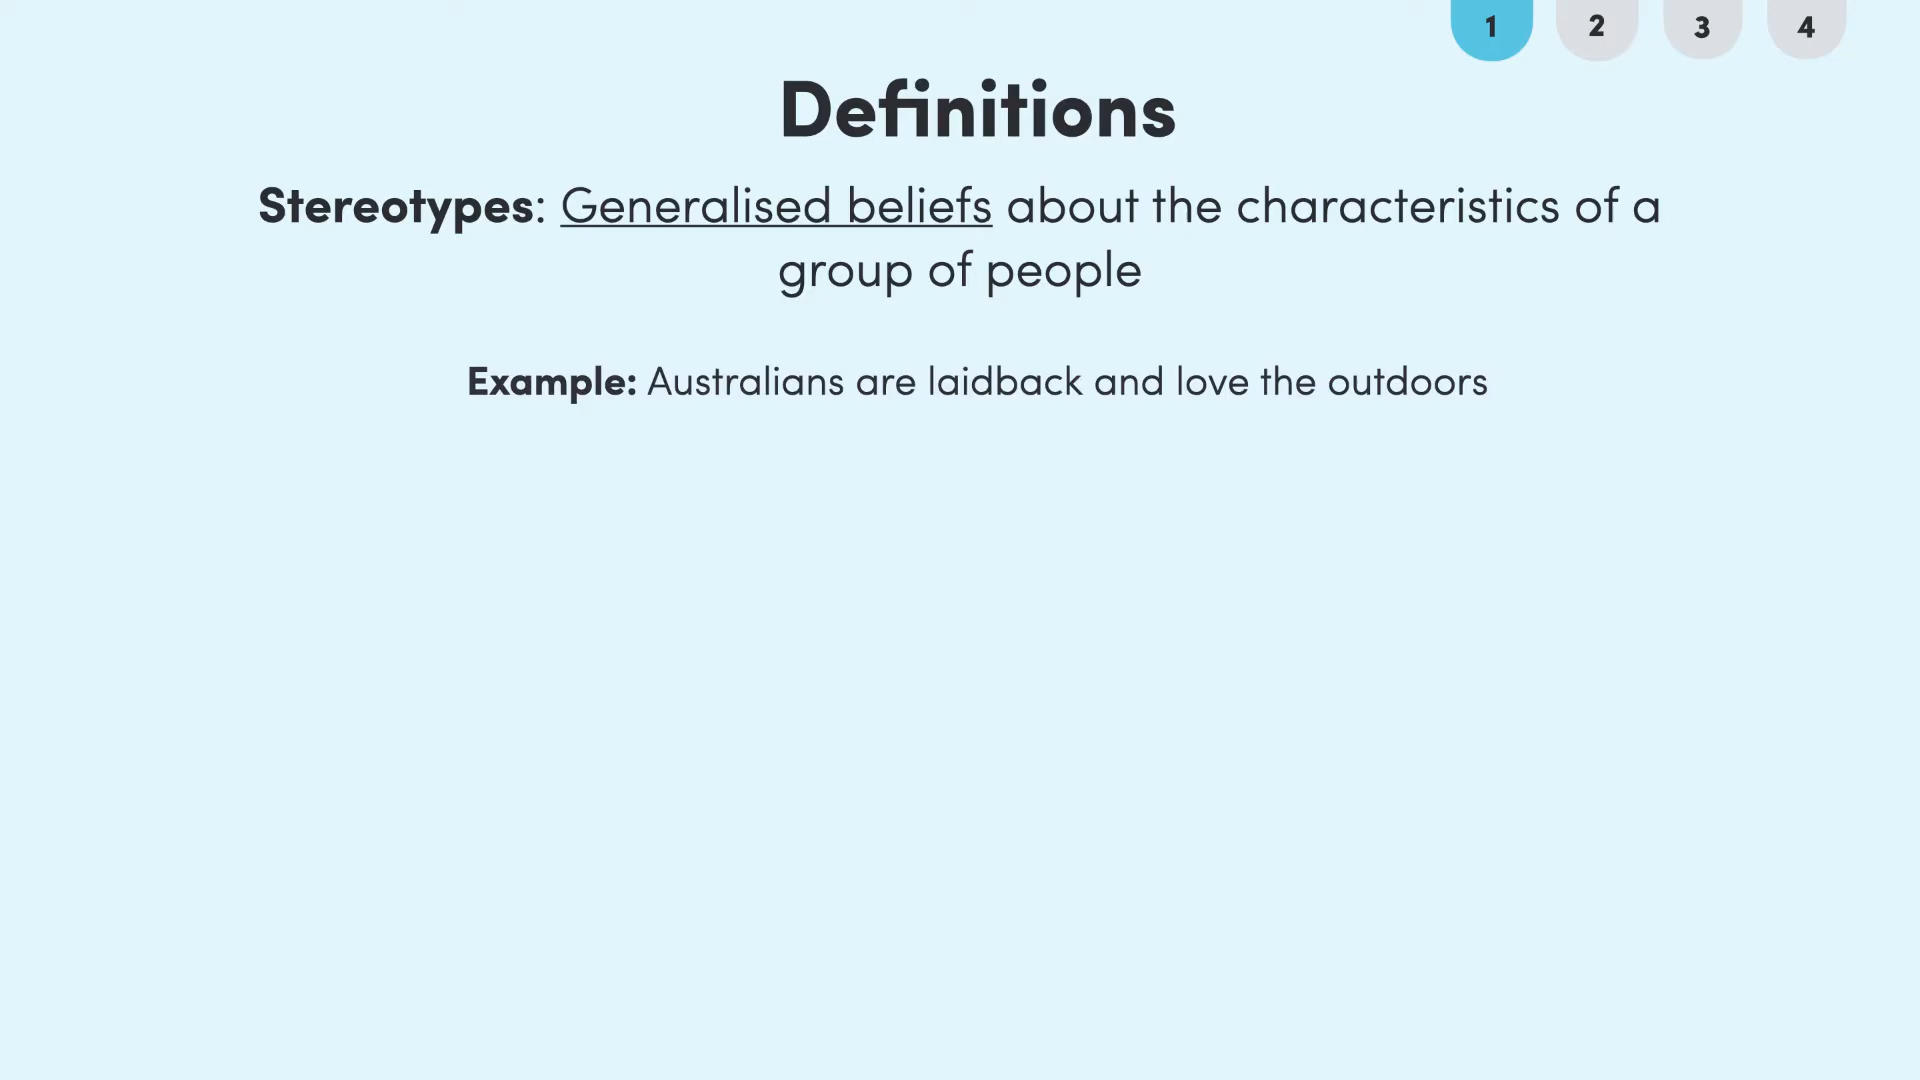 1 2 3 4
Definitions
Stereotypes: Generalised beliefs about the characteristics of a
group of people
Example: Australians are laidback and love the outdoors